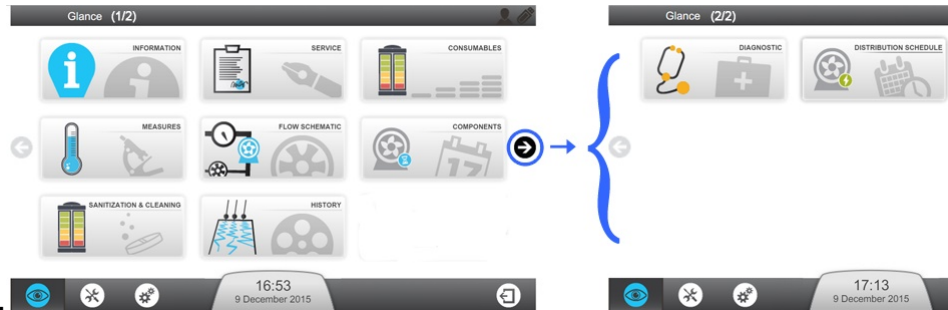 Glance (1/2)
INFORMATION
SERVICE
CONSUMABLES
MEASURES
FLOW SCHEMATIC
COMPONENTS
17
SANITIZATION & CLEANING
HISTORY
16:53
9 December 2015
Glance (2/2)
DIAGNOSTIC
DISTRIBUTION SCHEDULE
17:13
9 December 2015